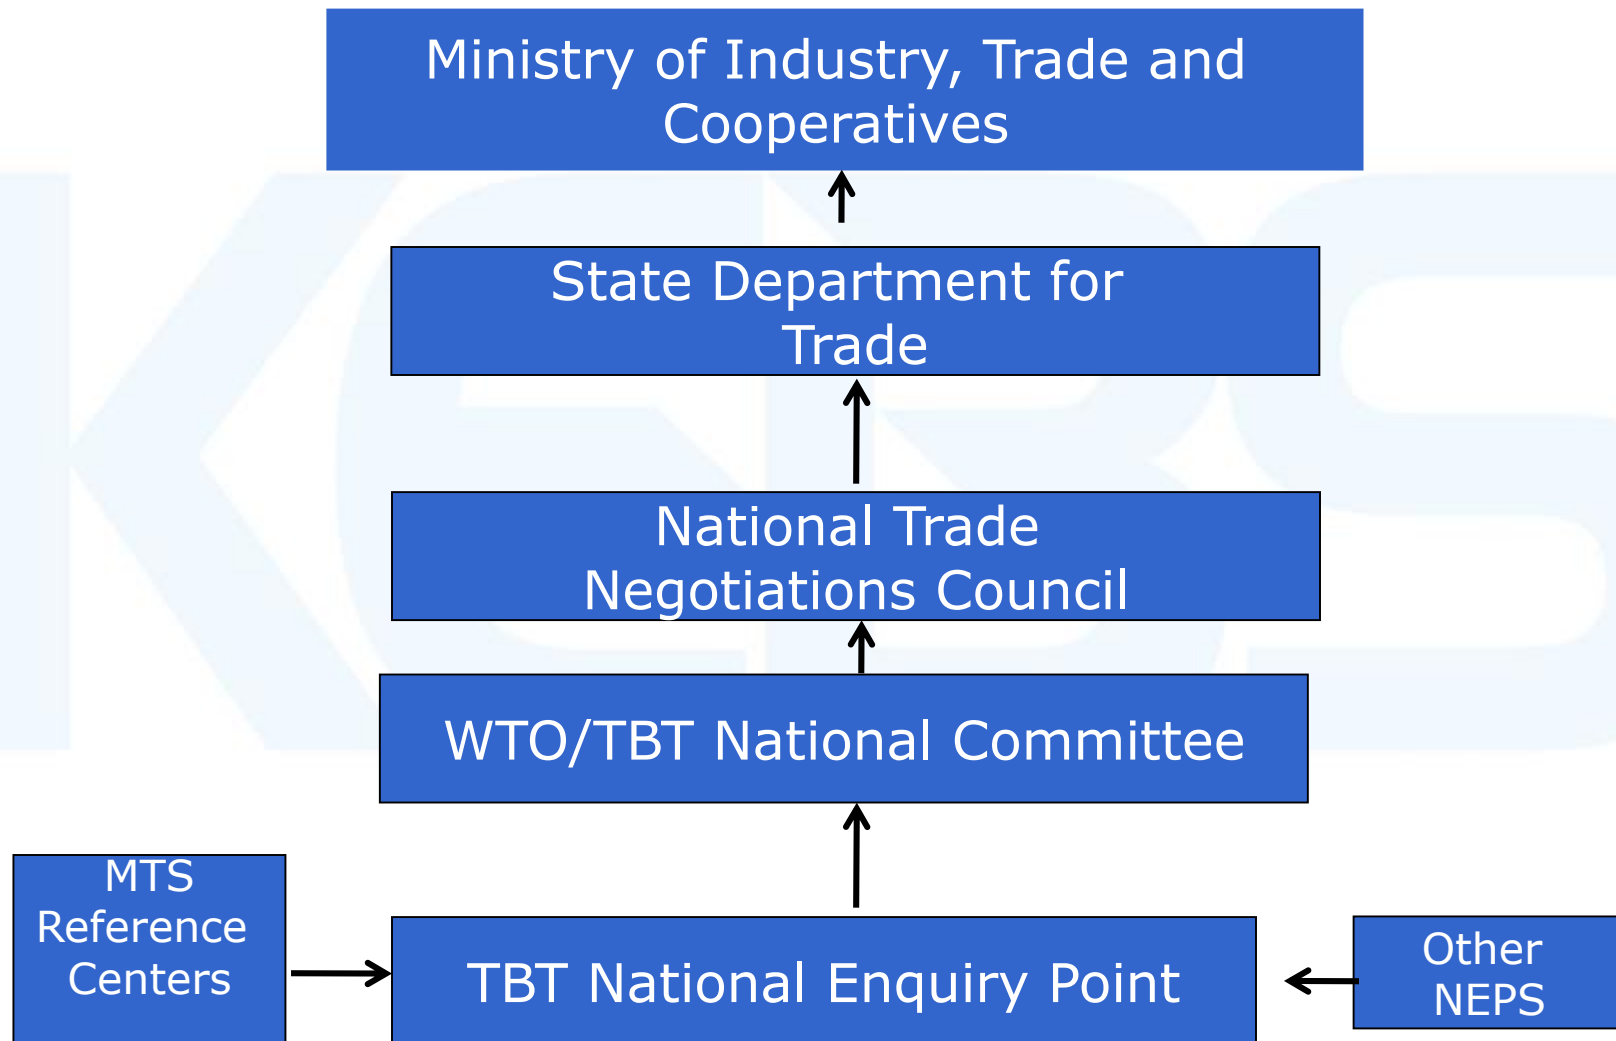 Ministry of Industry, Trade and
Cooperatives
State Department for
Trade
National Trade
Negotiations Council
WTO/TBT National Committee
MTS
Reference
Centers
TBT National Enquiry Point
Other
NEPS
KEBS